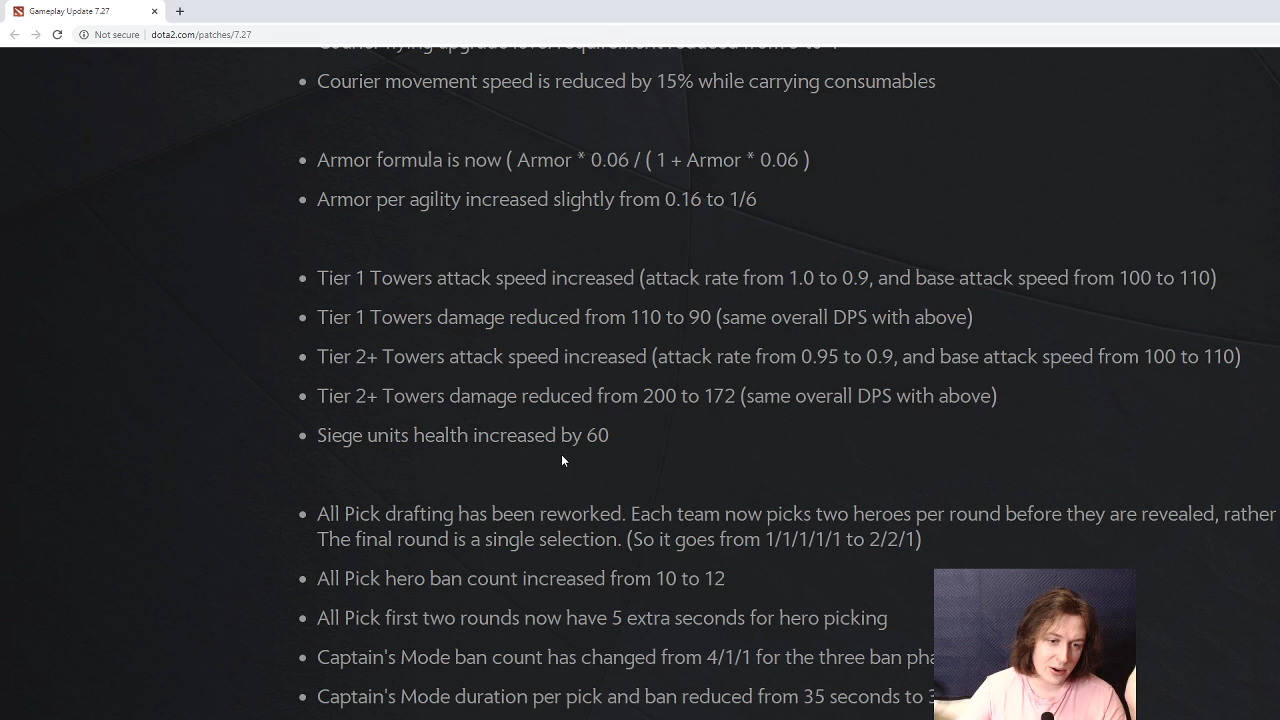 Gameplay Update 7.27
Not secure
dota2.com/patches/7.27
Courier flying upgrade level requirement reduced from
Courier movement speed is reduced by 15% while carrying consumables
Armor formula is now ( Armor * 0.06 / ( 1 + Armor * 0.06 )
Armor per agility increased slightly from 0.16 to 1/6
Tier 1 Towers attack speed increased (attack rate from 1.0 to 0.9, and base attack speed from 100 to 110)
Tier 1 Towers damage reduced from 110 to 90 (same overall DPS with above)
Tier 2+ Towers attack speed increased (attack rate from 0.95 to 0.9, and base attack speed from 100 to 110)
Tier 2+ Towers damage reduced from 200 to 172 (same overall DPS with above)
Siege units health increased by 60
All Pick drafting has been reworked. Each team now picks two heroes per round before they are revealed, rather
The final round is a single selection. (So it goes from 1/1/1/1/1 to 2/2/1)
All Pick hero ban count increased from 10 to 12
All Pick first two rounds now have 5 extra seconds for hero picking
Captain's Mode ban count has changed from 4/1/1 for the three ban pha
Captain's Mode duration per pick and ban reduced from 35 seconds to